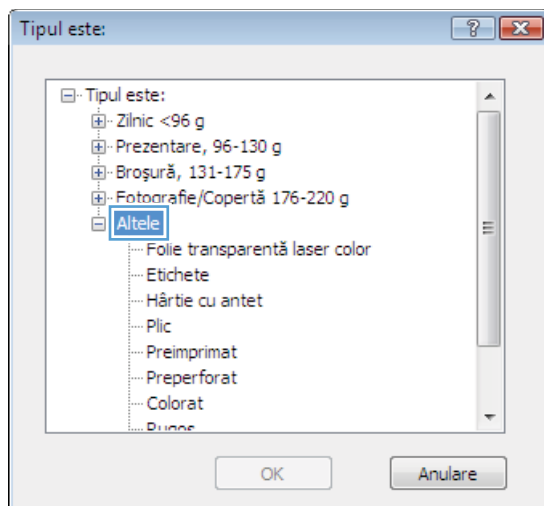 Tipul este:
Tipul este:
Zilnic <96 g
Prezentare, 96-130 g
Broşură, 131-175 g
Fotografie/Copertă 176-220 g
Altele
Folie transparentă laser color
Etichete
Hârtie cu antet
Plic
Preimprimat
Preperforat
Colorat
Rugos
OK
Anulare